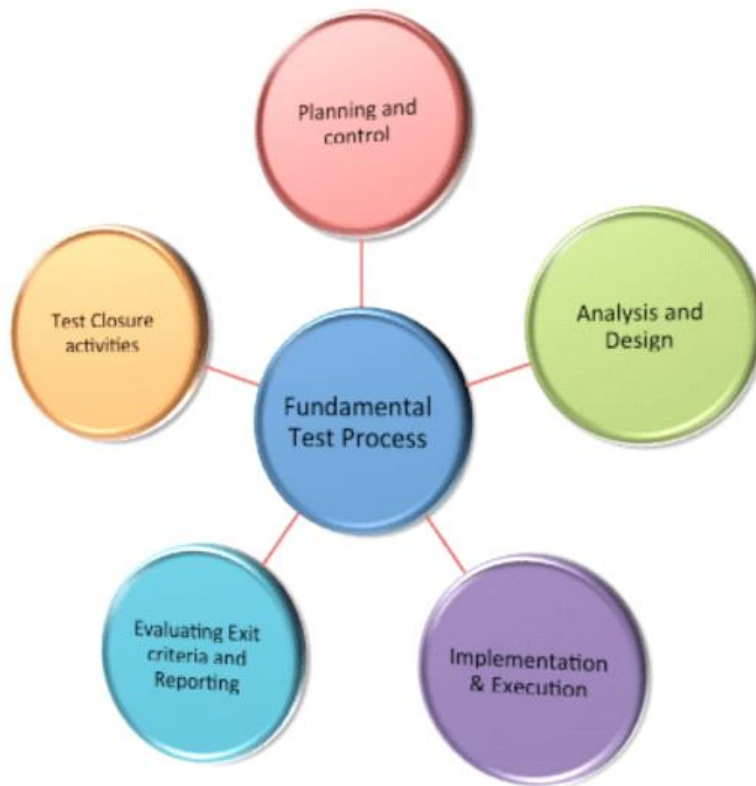 Planning and
control
Analysis and
Design
Implementation
& Execution
Evaluating Exit
criteria and
Reporting
Test Closure
activities
Fundamental
Test Process